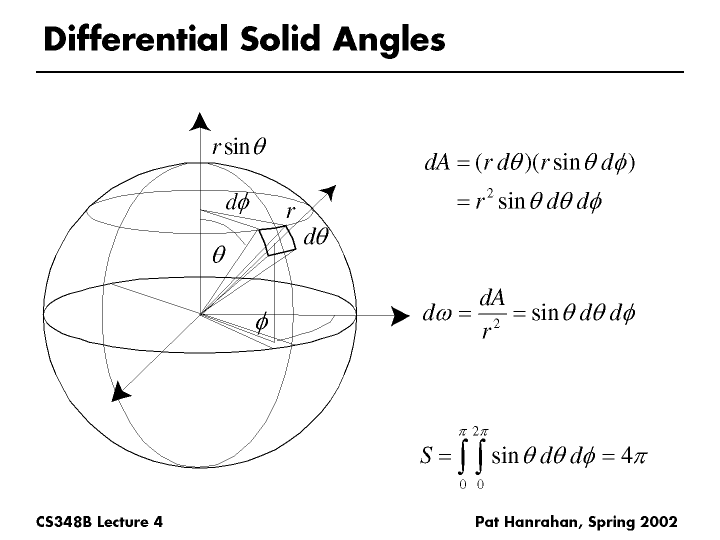 Differential Solid Angles
r sin θ
dϕ
r
dθ
θ
ϕ
dA = (r dθ)(r sin θ dϕ)
= r² sin θ dθ dϕ
dω = dA/r² = sin θ dθ dϕ
S = ∫₀^π ∫₀^2π sin θ dθ dϕ = 4π
CS348B Lecture 4
Pat Hanrahan, Spring 2002